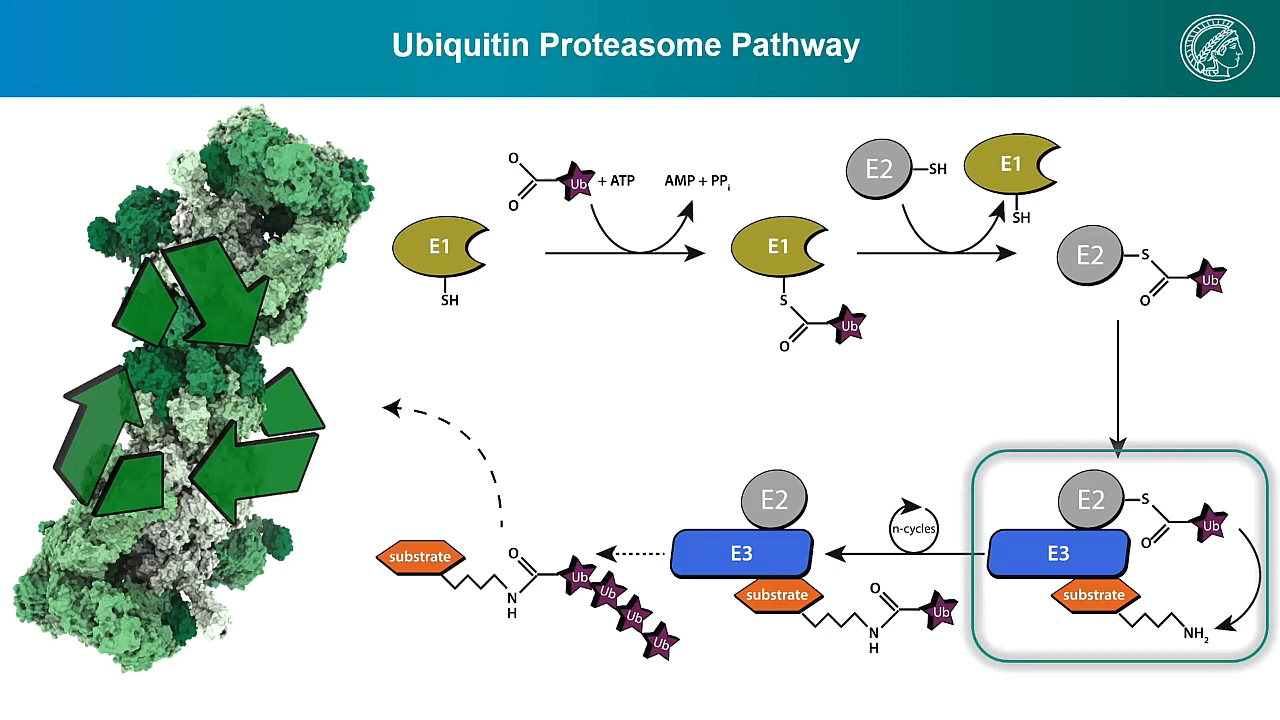 Ubiquitin Proteasome Pathway
O
O
Ub
+ ATP
AMP + PPi
E1
SH
E1
S
O
Ub
E2
SH
E1
SH
E2
S
O
Ub
E2
S
O
Ub
E3
substrate
NH2
n-cycles
E2
E3
substrate
O
N
H
Ub
substrate
O
N
H
Ub
Ub
Ub
Ub